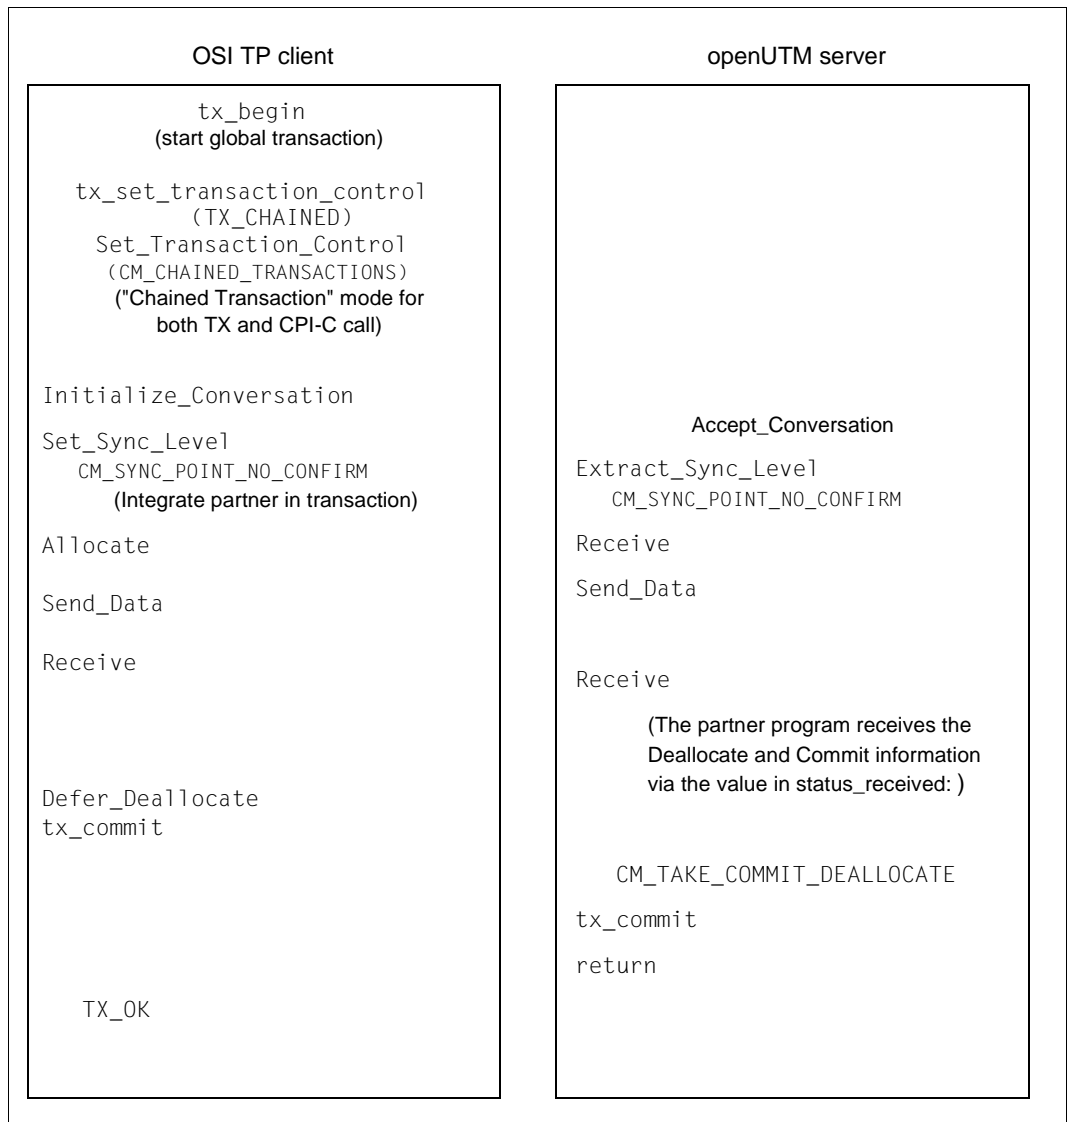 OSI TP client
tx_begin
(start global transaction)
tx_set_transaction_control
(TX_CHAINED)
Set_Transaction_Control
(CM_CHAINED_TRANSACTIONS)
("Chained Transaction" mode for
both TX and CPI-C call)
Initialize_Conversation
Set_Sync_Level
CM_SYNC_POINT_NO_CONFIRM
(Integrate partner in transaction)
Allocate
Send_Data
Receive
Defer_Deallocate
tx_commit
TX_OK
openUTM server
Accept_Conversation
Extract_Sync_Level
CM_SYNC_POINT_NO_CONFIRM
Receive
Send_Data
Receive
(The partner program receives the
Deallocate and Commit information
via the value in status_received: )
CM_TAKE_COMMIT_DEALLOCATE
tx_commit
return